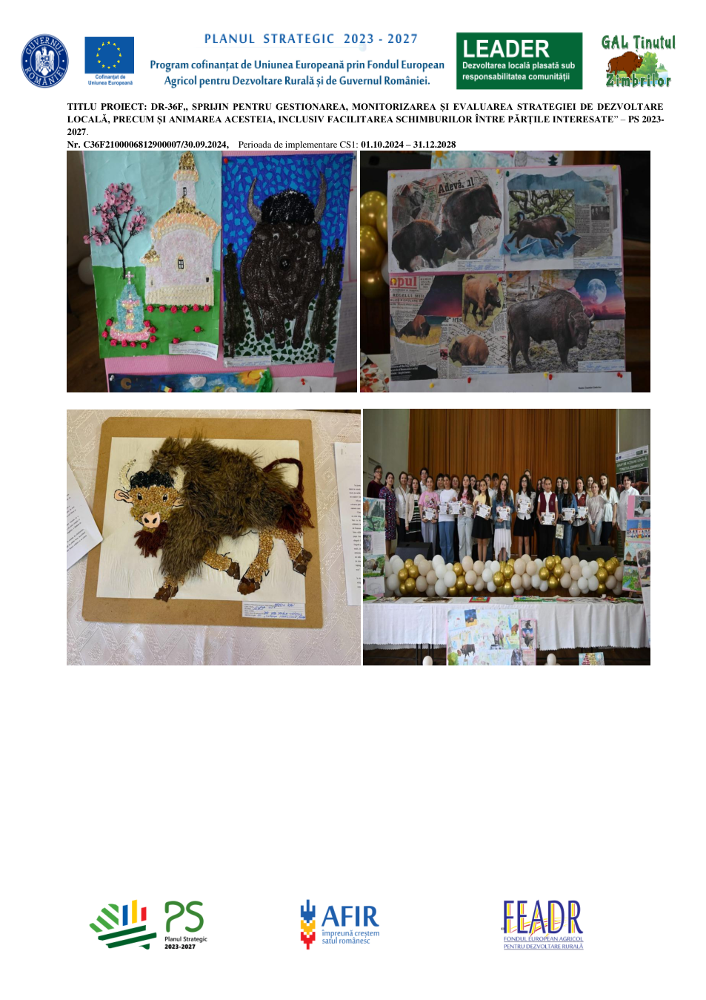 GUVERNUL ROMÂNIEI
Cofinanțat de
Uniunea Europeană
PLANUL STRATEGIC 2023 - 2027
Program cofinanțat de Uniunea Europeană prin Fondul European
Agricol pentru Dezvoltare Rurală și de Guvernul României.
LEADER
Dezvoltarea locală plasată sub
responsabilitatea comunității
GAL Ținutul
Zimbrilor
TITLU PROIECT: DR-36F,, SPRIJIN PENTRU GESTIONAREA, MONITORIZAREA ȘI EVALUAREA STRATEGIEI DE DEZVOLTARE
LOCALĂ, PRECUM ȘI ANIMAREA ACESTEIA, INCLUSIV FACILITAREA SCHIMBURILOR ÎNTRE PĂRȚILE INTERESATE” – PS 2023-
2027.
Nr. C36F2100006812900007/30.09.2024, Perioada de implementare CS1: 01.10.2024 – 31.12.2028
Adevărul
opul
REGELUI MIH
PS
Planul Strategic
2023-2027
AFIR
împreună creștem
satul românesc
FEADR
FONDUL EUROPEAN AGRICOL
PENTRU DEZVOLTARE RURALĂ